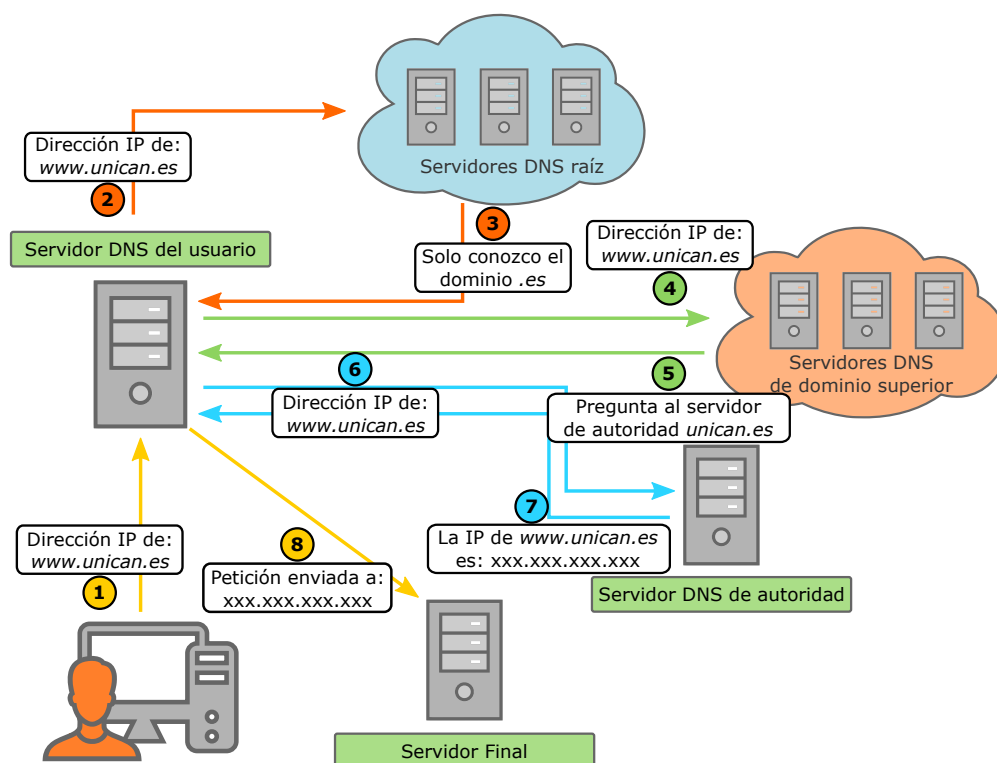 Servidores DNS raíz
Dirección IP de:
www.unican.es
2
3
Solo conozco el
dominio .es
Servidor DNS del usuario
Dirección IP de:
www.unican.es
4
Servidores DNS
de dominio superior
5
Pregunta al servidor
de autoridad unican.es
6
Dirección IP de:
www.unican.es
7
La IP de www.unican.es
es: xxx.xxx.xxx.xxx
Servidor DNS de autoridad
Dirección IP de:
www.unican.es
1
8
Petición enviada a:
xxx.xxx.xxx.xxx
Servidor Final